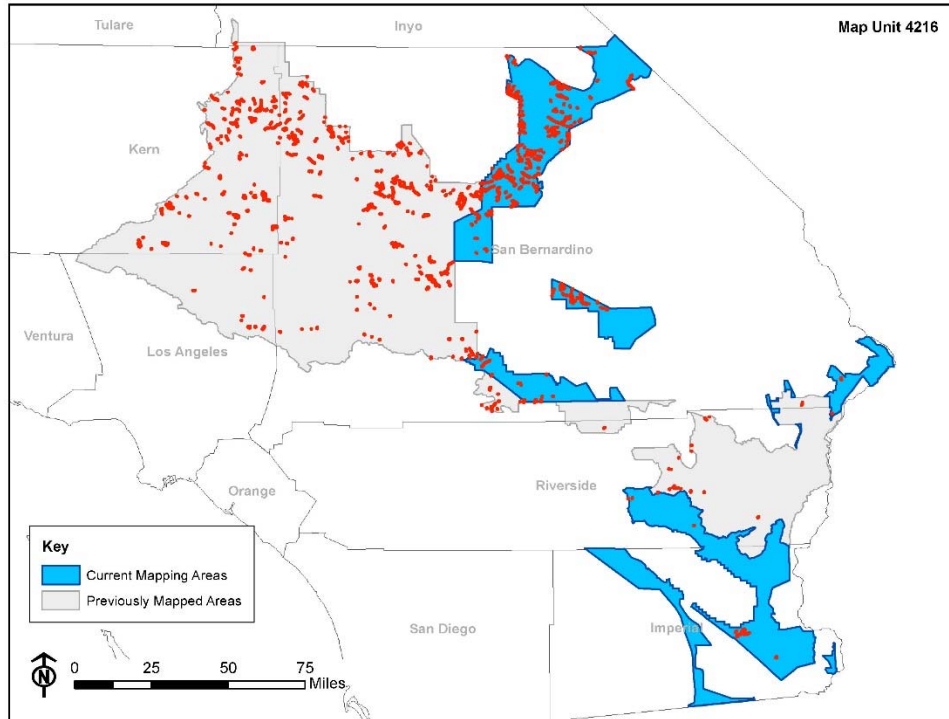 Tulare
Inyo
Map Unit 4216
Kern
San Bernardino
Ventura
Los Angeles
Orange
Riverside
Key
Current Mapping Areas
Previously Mapped Areas
San Diego
Imperial
N
0 25 50 75
Miles